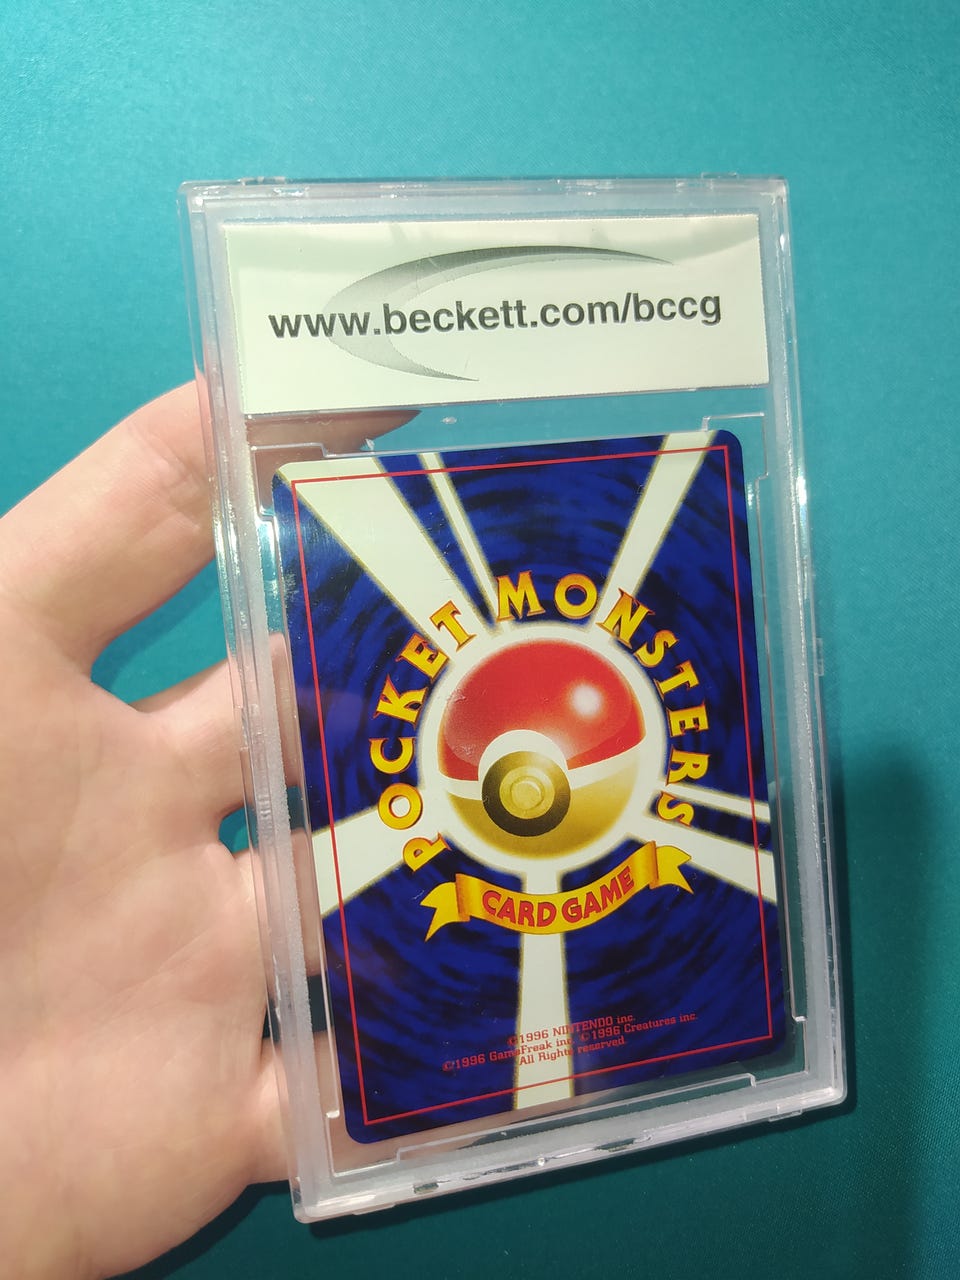 www.beckett.com/bccg
POCKET MONSTERS
CARD GAME
©1996 NINTENDO inc.
©1996 GameFreak inc. ©1996 Creatures inc.
All Rights reserved.